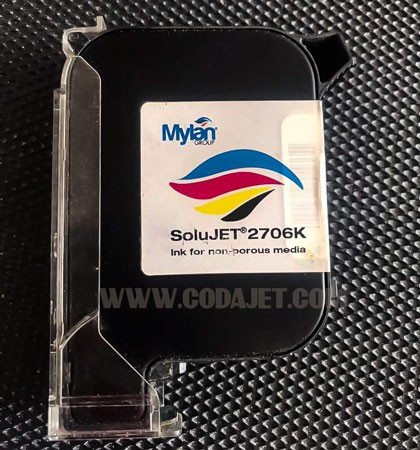 Mylan
GROUP
SoluJET®2706K
Ink for non-porous media
WWW.CODAJET.COM